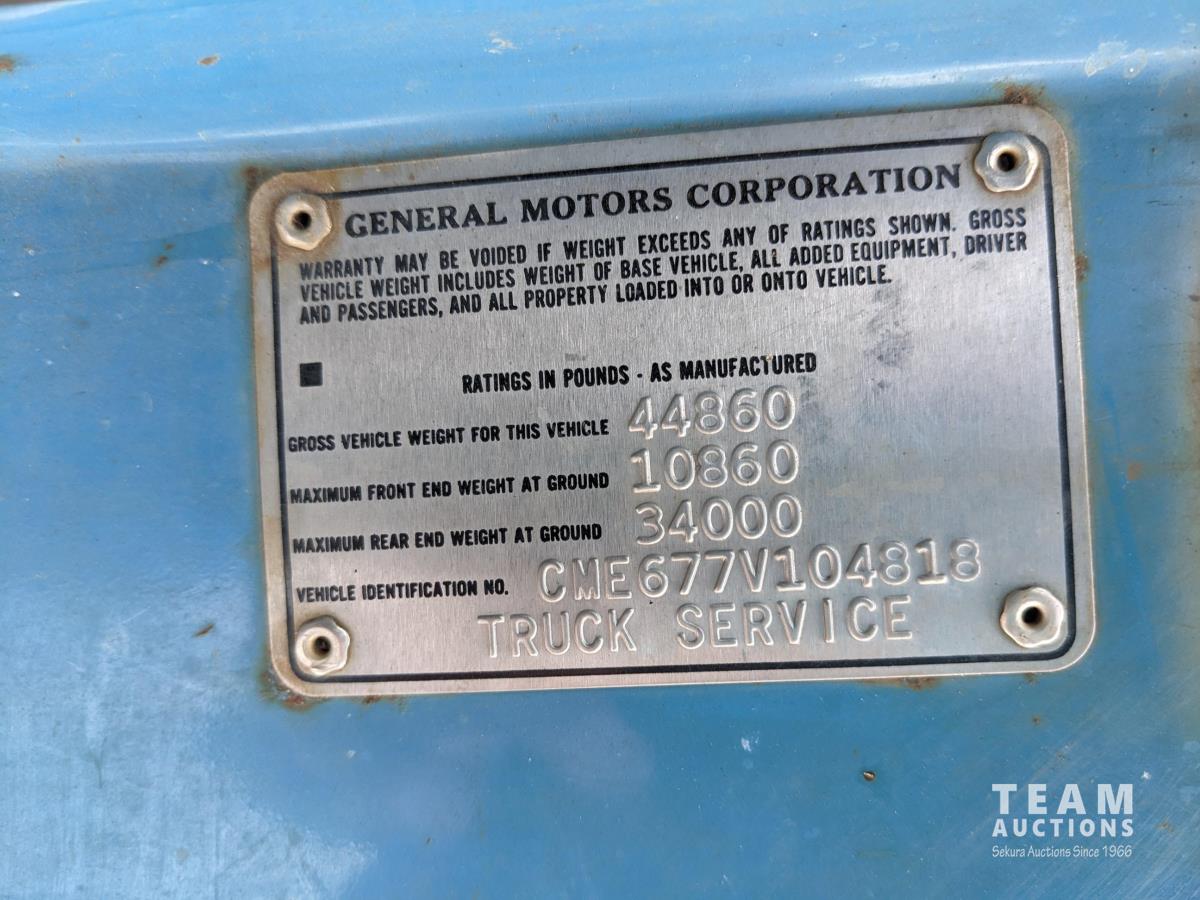 GENERAL MOTORS CORPORATION
WARRANTY MAY BE VOIDED IF WEIGHT EXCEEDS ANY OF RATINGS SHOWN. GROSS
VEHICLE WEIGHT INCLUDES WEIGHT OF BASE VEHICLE, ALL ADDED EQUIPMENT, DRIVER
AND PASSENGERS, AND ALL PROPERTY LOADED INTO OR ONTO VEHICLE.
RATINGS IN POUNDS - AS MANUFACTURED
GROSS VEHICLE WEIGHT FOR THIS VEHICLE 44860
MAXIMUM FRONT END WEIGHT AT GROUND 10860
MAXIMUM REAR END WEIGHT AT GROUND 34000
VEHICLE IDENTIFICATION NO. CME677V104818
TRUCK SERVICE
TEAM
AUCTIONS
Sekura Auctions Since 1966